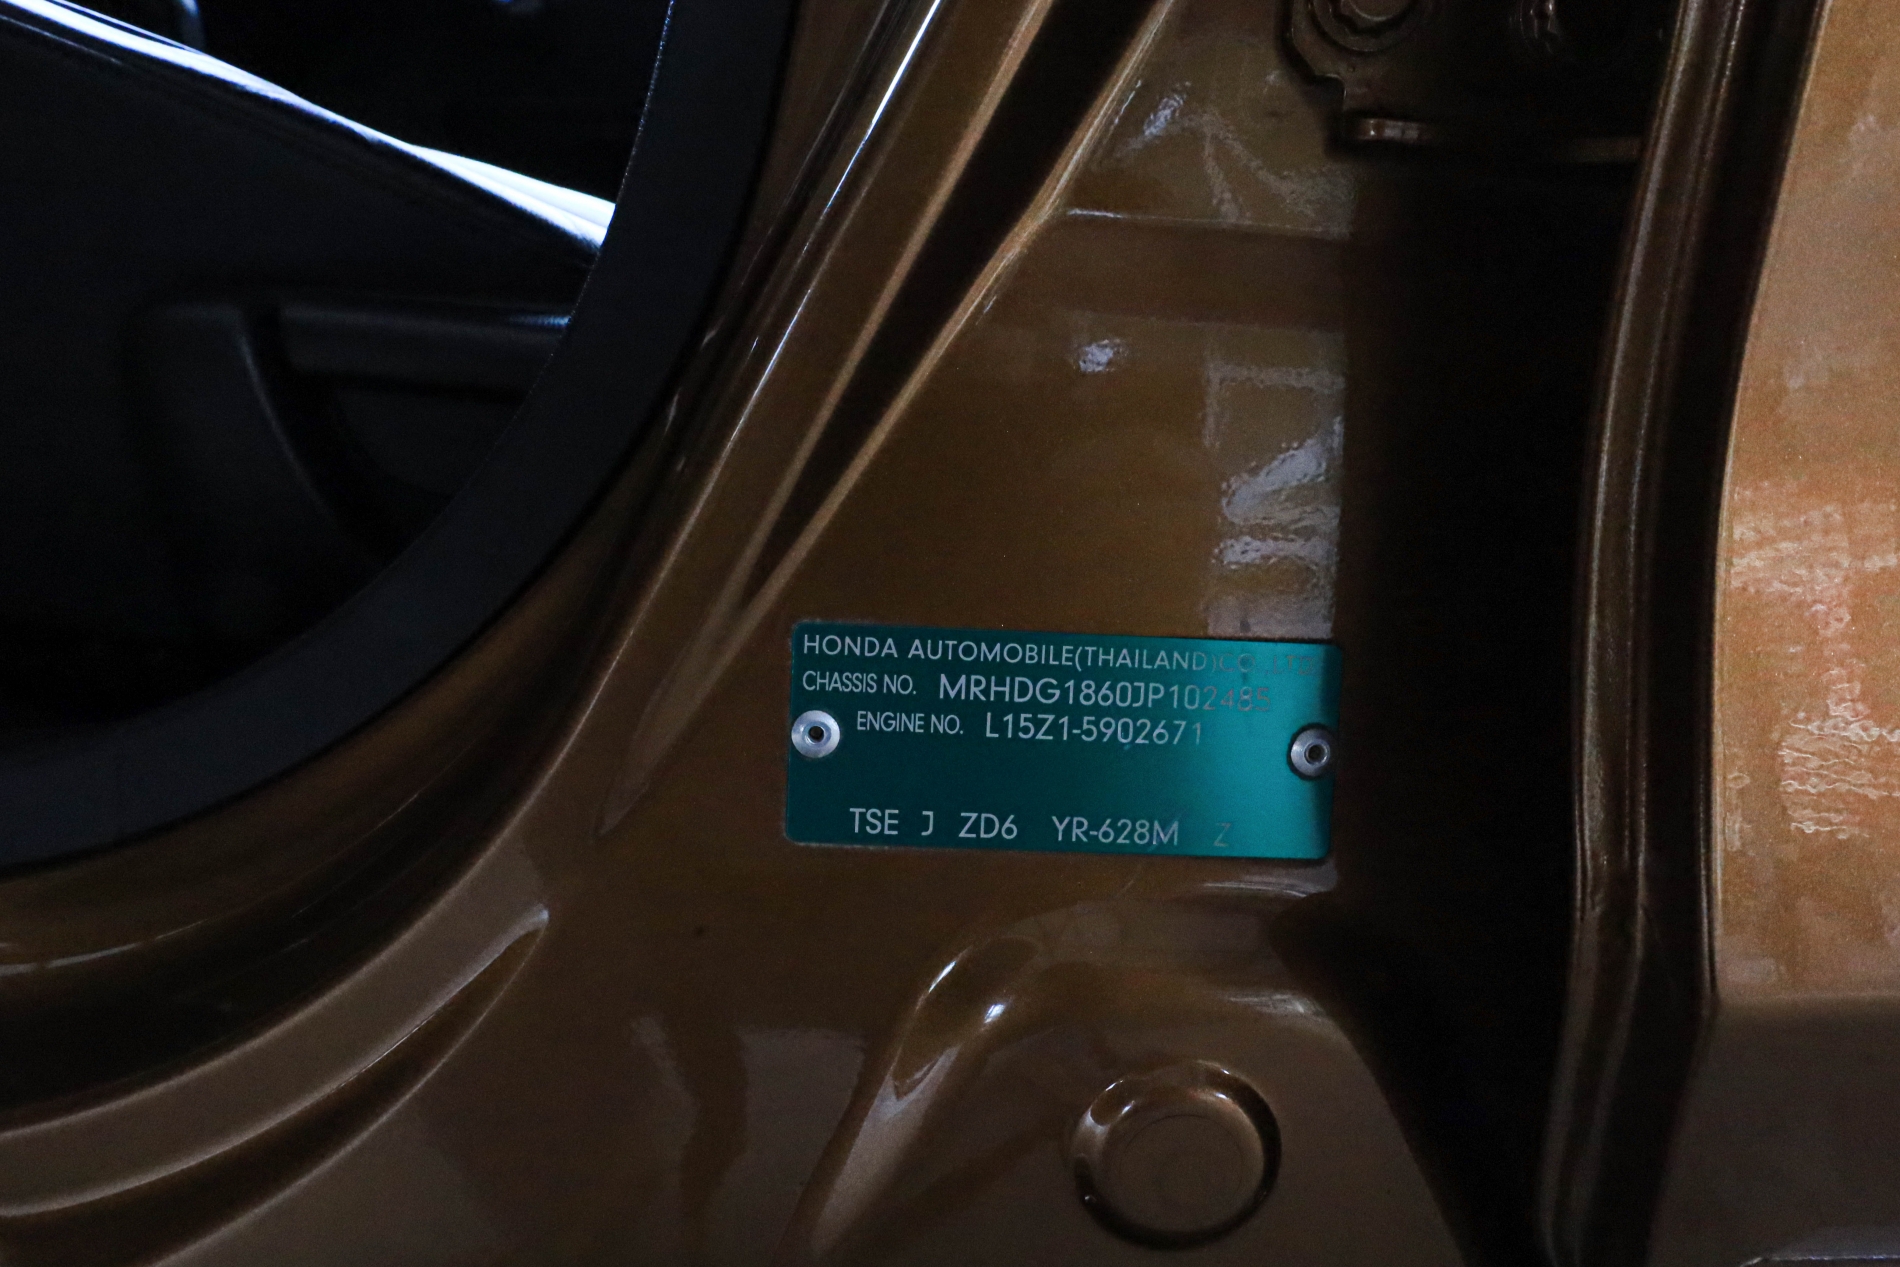 HONDA AUTOMOBILE(THAILAND)CO.,LTD.
CHASSIS NO. MRHDG1860JP102485
ENGINE NO. L15Z1-5902671
TSE J ZD6 YR-628M Z